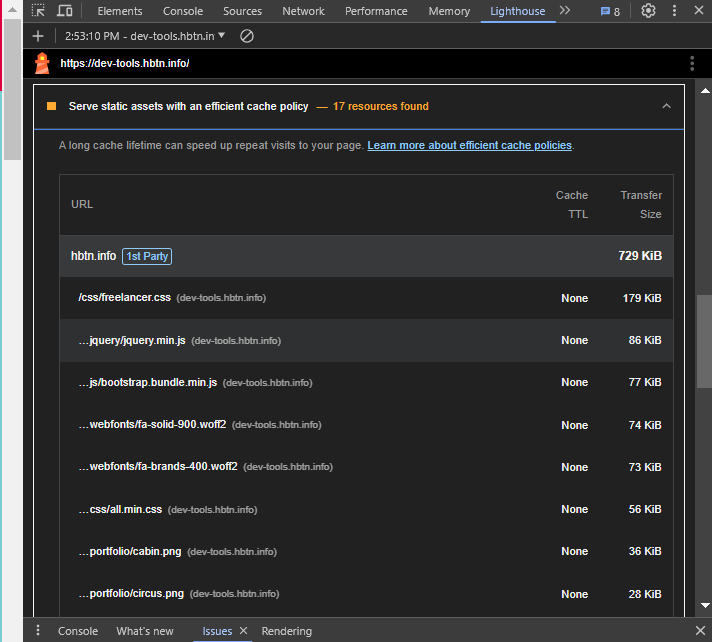 Elements Console Sources Network Performance Memory Lighthouse 8
2:53:10 PM - dev-tools.hbtn.in
https://dev-tools.hbtn.info/
Serve static assets with an efficient cache policy — 17 resources found
A long cache lifetime can speed up repeat visits to your page. Learn more about efficient cache policies.
URL Cache TTL Transfer Size
hbtn.info 1st Party 729 KiB
/css/freelancer.css (dev-tools.hbtn.info) None 179 KiB
…jquery/jquery.min.js (dev-tools.hbtn.info) None 86 KiB
…js/bootstrap.bundle.min.js (dev-tools.hbtn.info) None 77 KiB
…webfonts/fa-solid-900.woff2 (dev-tools.hbtn.info) None 74 KiB
…webfonts/fa-brands-400.woff2 (dev-tools.hbtn.info) None 73 KiB
…css/all.min.css (dev-tools.hbtn.info) None 56 KiB
…portfolio/cabin.png (dev-tools.hbtn.info) None 36 KiB
…portfolio/circus.png (dev-tools.hbtn.info) None 28 KiB
Console What's new Issues Rendering